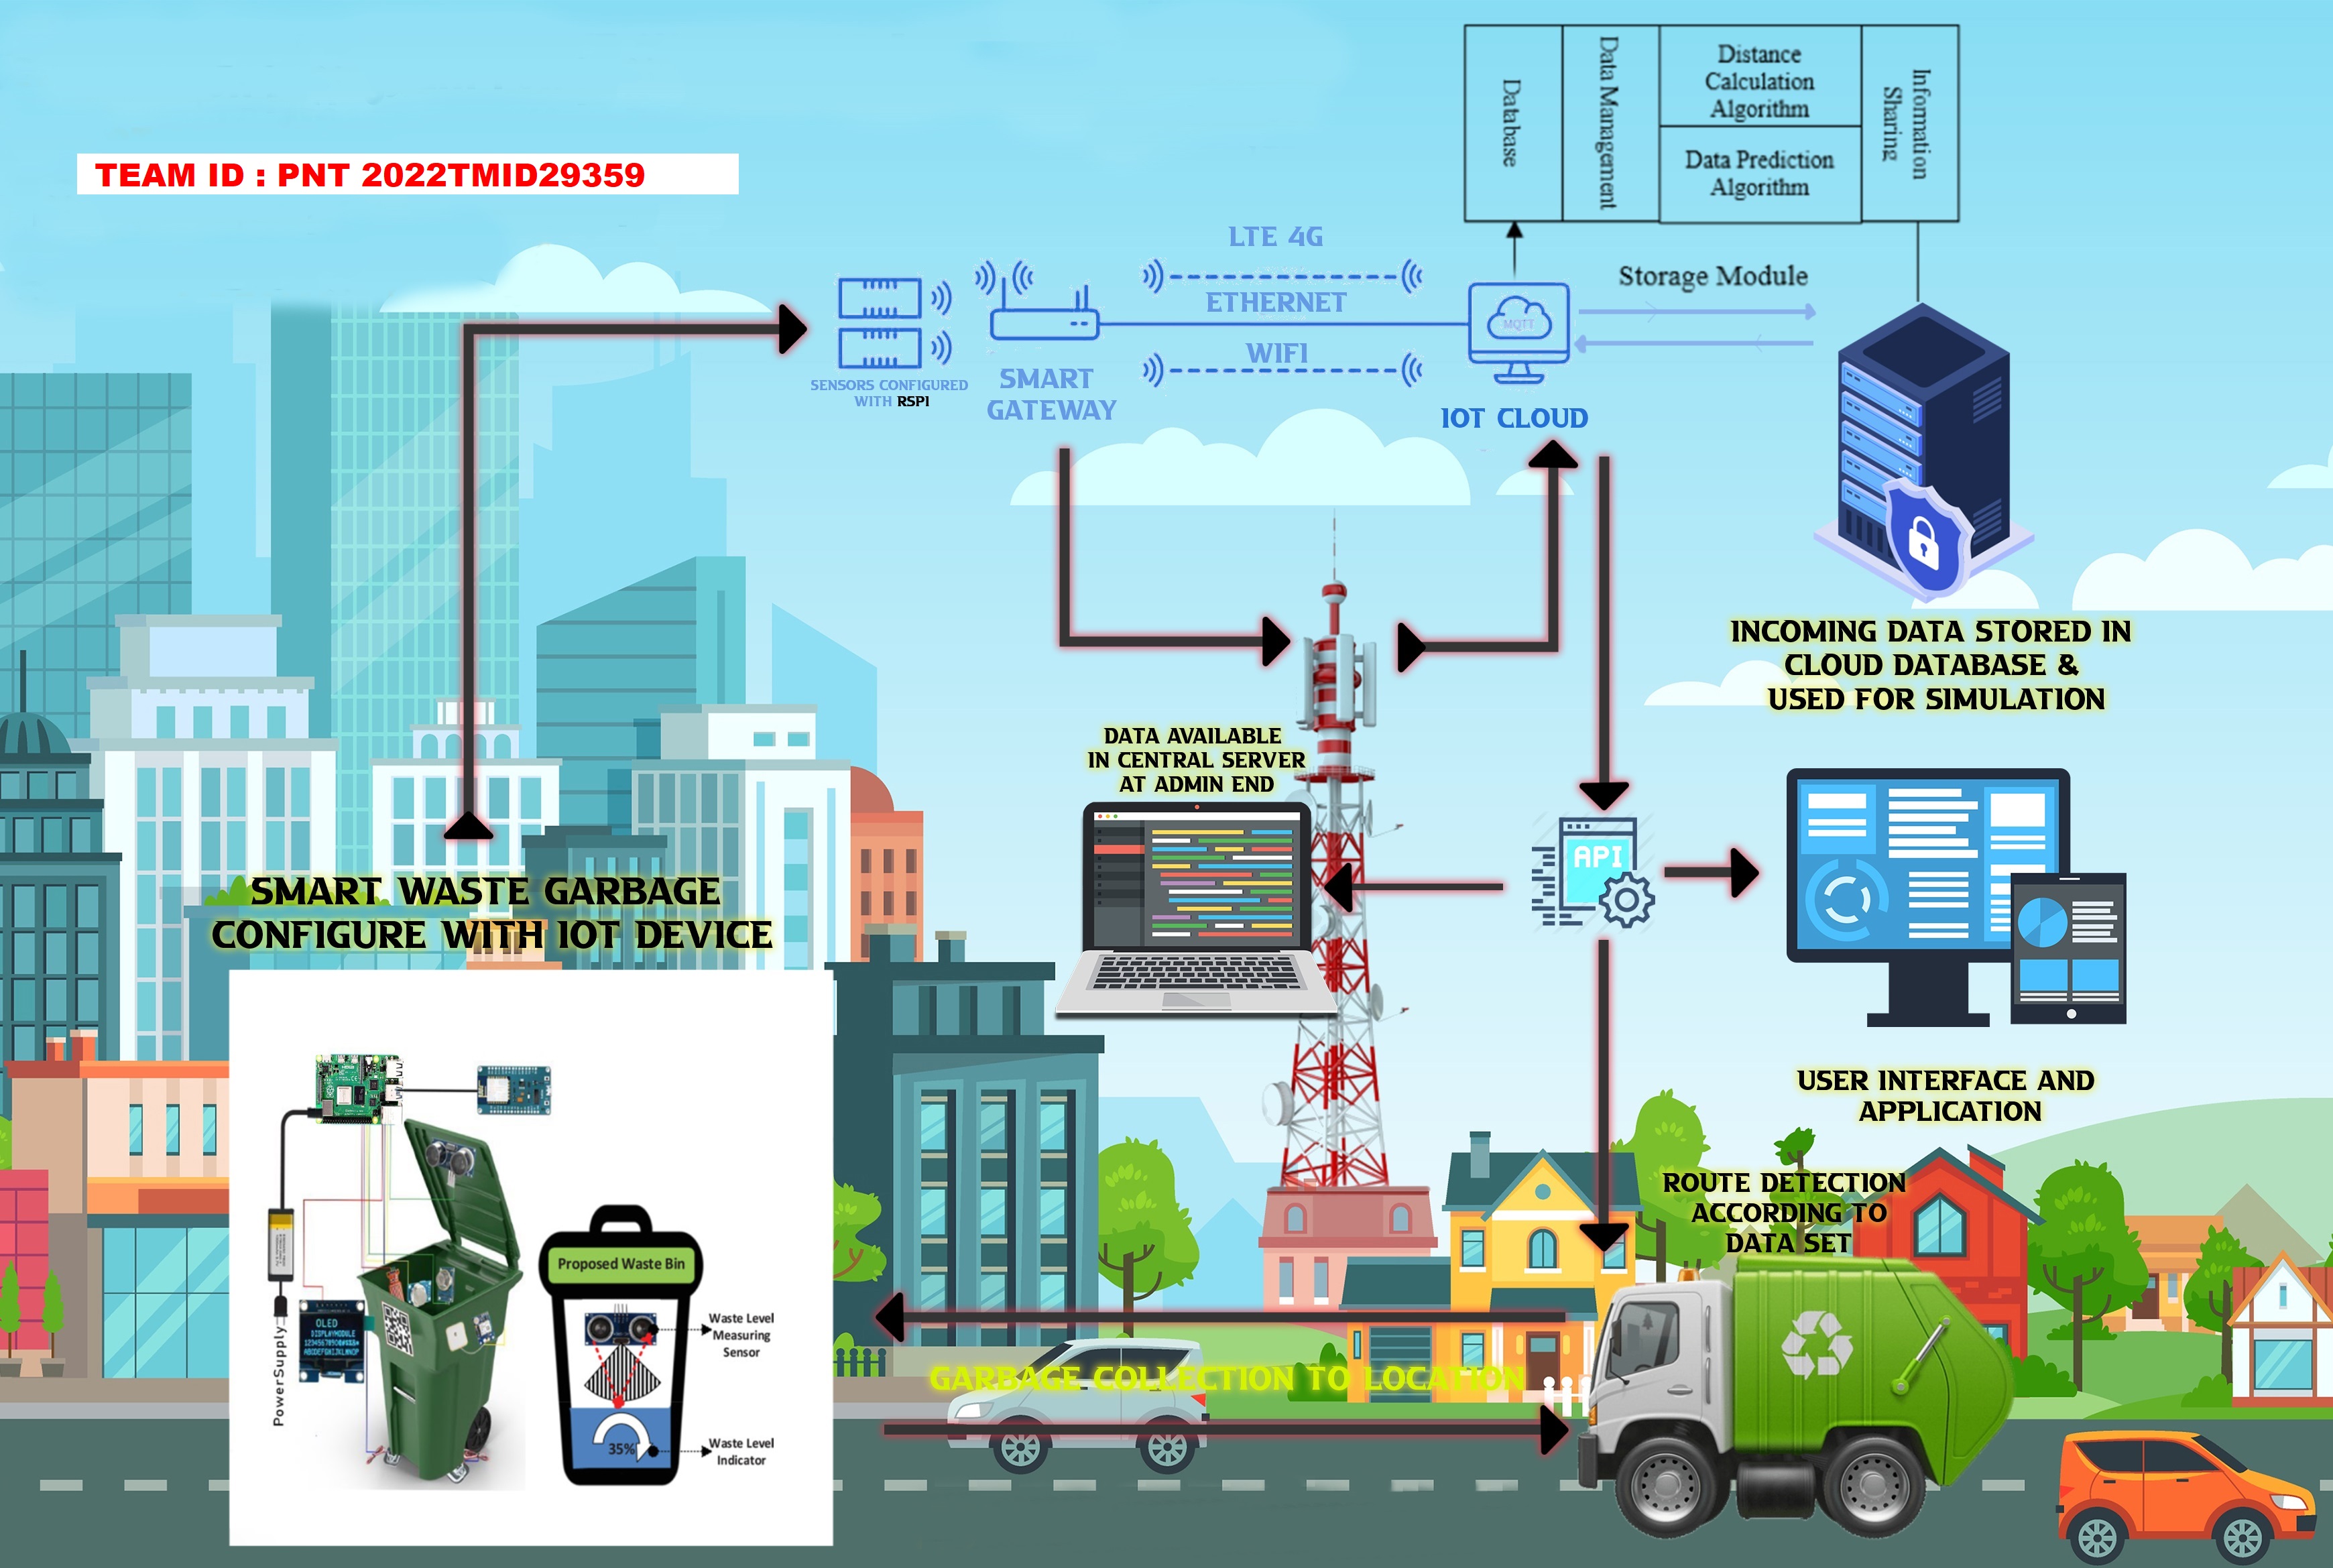 TEAM ID : PNT 2022TMID29359
Database
Data Management
Distance
Calculation
Algorithm
Data Prediction
Algorithm
Information
Sharing
Storage Module
LTE 4G
ETHERNET
WIFI
MQTT
SENSORS CONFIGURED
WITH RSPI
SMART
GATEWAY
IOT CLOUD
INCOMING DATA STORED IN
CLOUD DATABASE &
USED FOR SIMULATION
DATA AVAILABLE
IN CENTRAL SERVER
AT ADMIN END
API
SMART WASTE GARBAGE
CONFIGURE WITH IOT DEVICE
USER INTERFACE AND
APPLICATION
ROUTE DETECTION
ACCORDING TO
DATA SET
GARBAGE COLLECTION TO LOCATION
PowerSupply
OLED
DISPLAYMODULE
Proposed Waste Bin
Waste Level
Measuring
Sensor
35%
Waste Level
Indicator